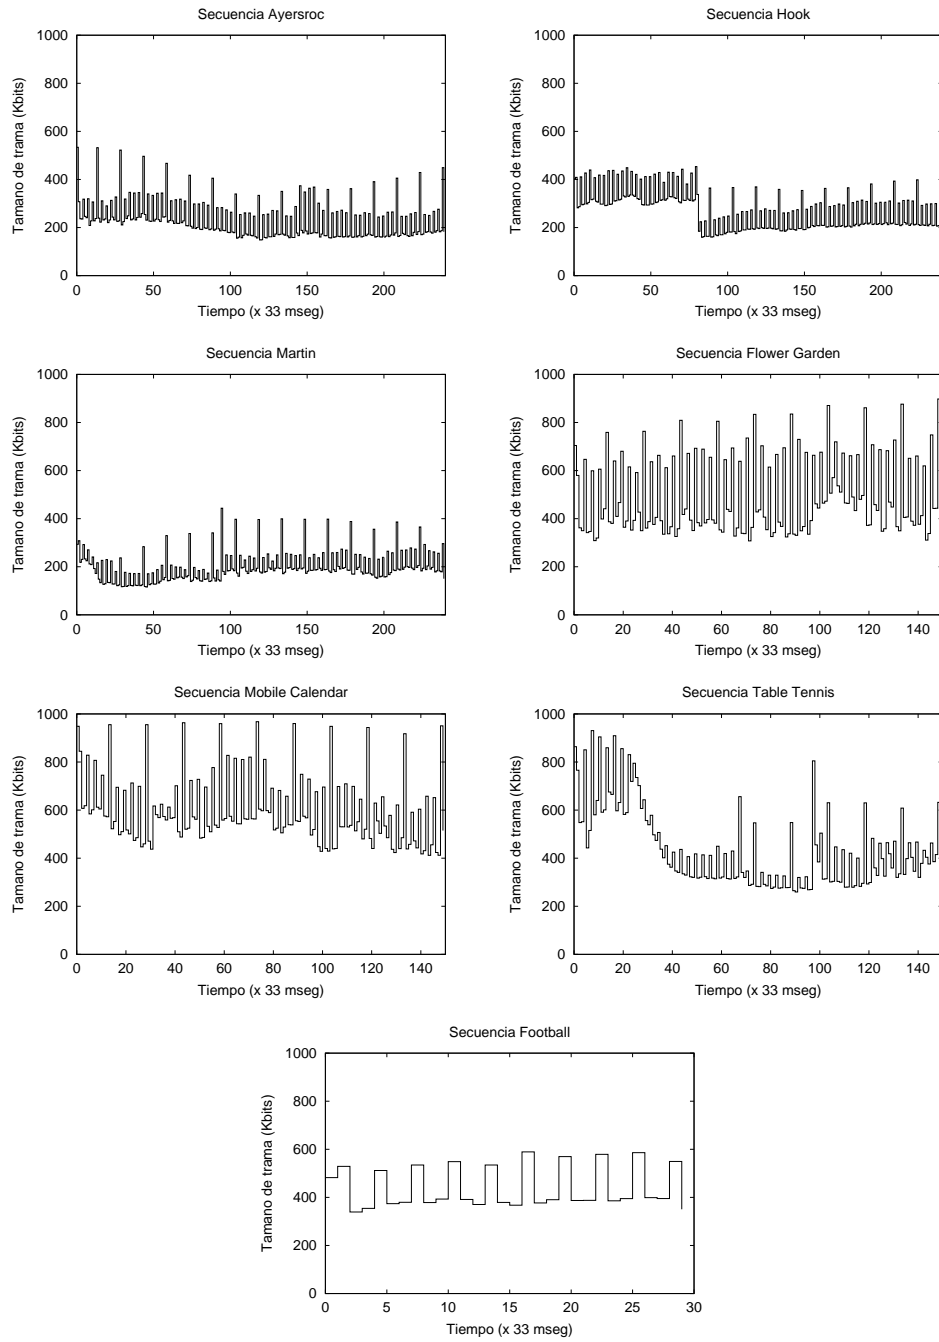 Secuencia Ayersroc
Tamano de trama (Kbits)
1000
800
600
400
200
0
0 50 100 150 200
Tiempo (x 33 mseg)
Secuencia Hook
Tamano de trama (Kbits)
1000
800
600
400
200
0
0 50 100 150 200
Tiempo (x 33 mseg)
Secuencia Martin
Tamano de trama (Kbits)
1000
800
600
400
200
0
0 50 100 150 200
Tiempo (x 33 mseg)
Secuencia Flower Garden
Tamano de trama (Kbits)
1000
800
600
400
200
0
0 20 40 60 80 100 120 140
Tiempo (x 33 mseg)
Secuencia Mobile Calendar
Tamano de trama (Kbits)
1000
800
600
400
200
0
0 20 40 60 80 100 120 140
Tiempo (x 33 mseg)
Secuencia Table Tennis
Tamano de trama (Kbits)
1000
800
600
400
200
0
0 20 40 60 80 100 120 140
Tiempo (x 33 mseg)
Secuencia Football
Tamano de trama (Kbits)
1000
800
600
400
200
0
0 5 10 15 20 25 30
Tiempo (x 33 mseg)